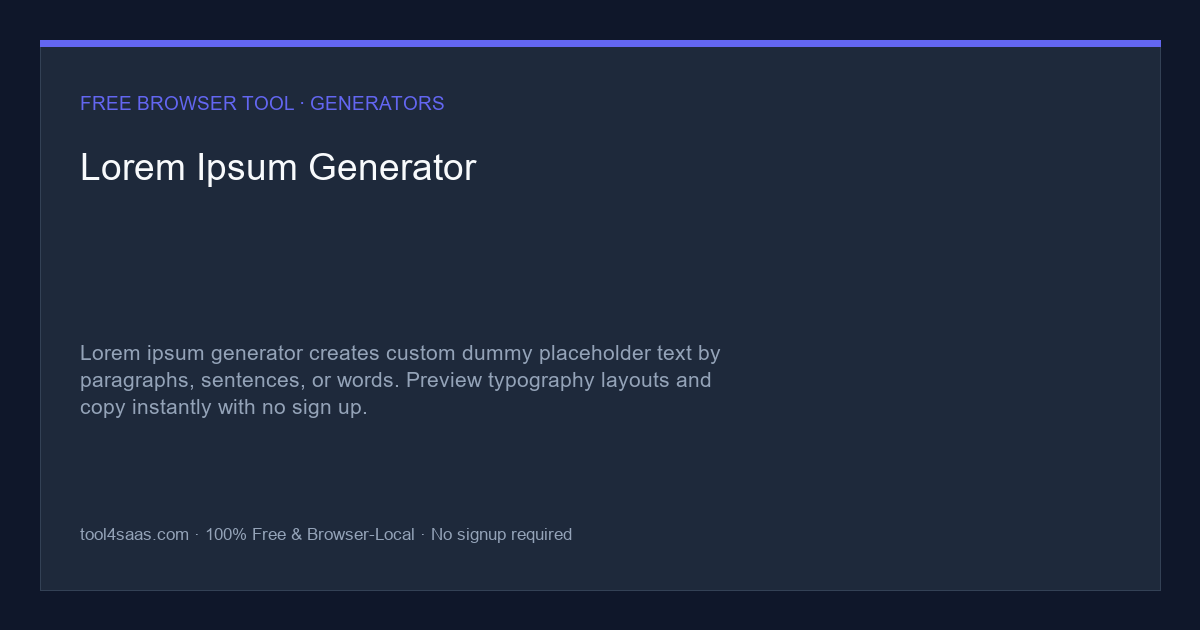 FREE BROWSER TOOL · GENERATORS
Lorem Ipsum Generator
Lorem ipsum generator creates custom dummy placeholder text by
paragraphs, sentences, or words. Preview typography layouts and
copy instantly with no sign up.
tool4saas.com · 100% Free & Browser-Local · No signup required